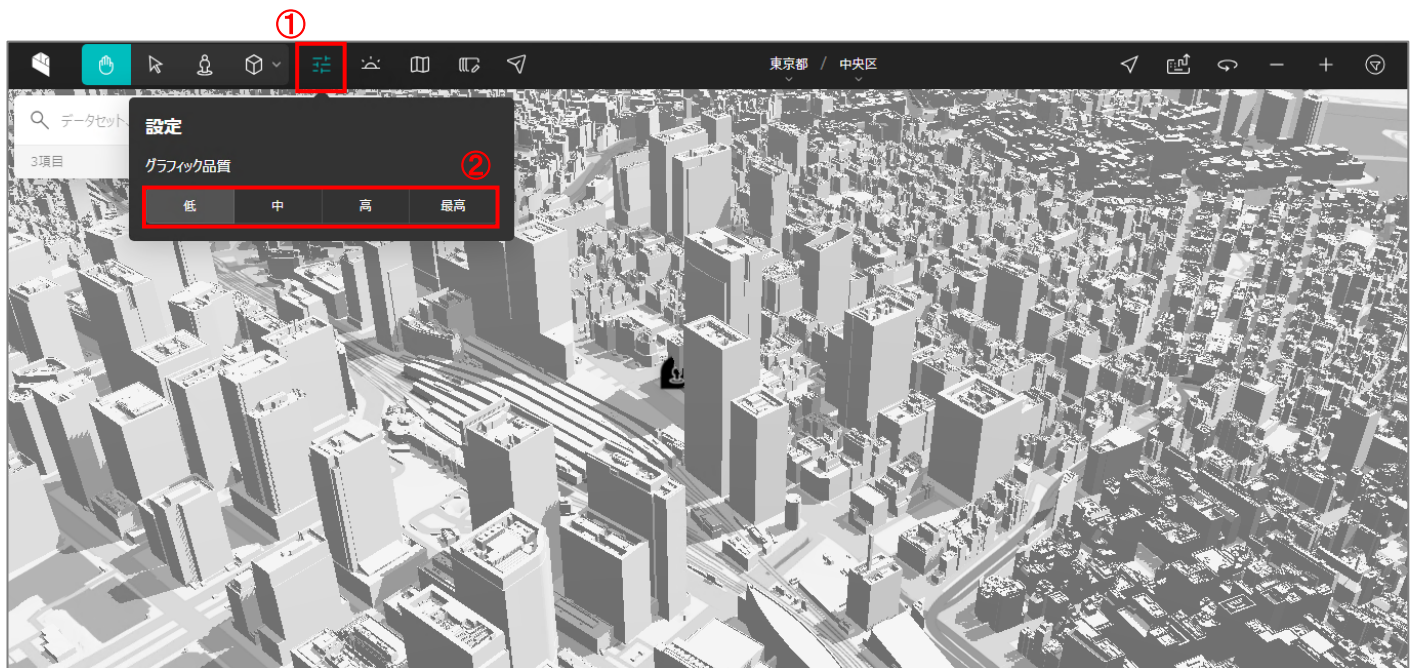 ①
東京都 / 中央区
データセット、
3項目
設定
グラフィック品質
②
低 中 高 最高